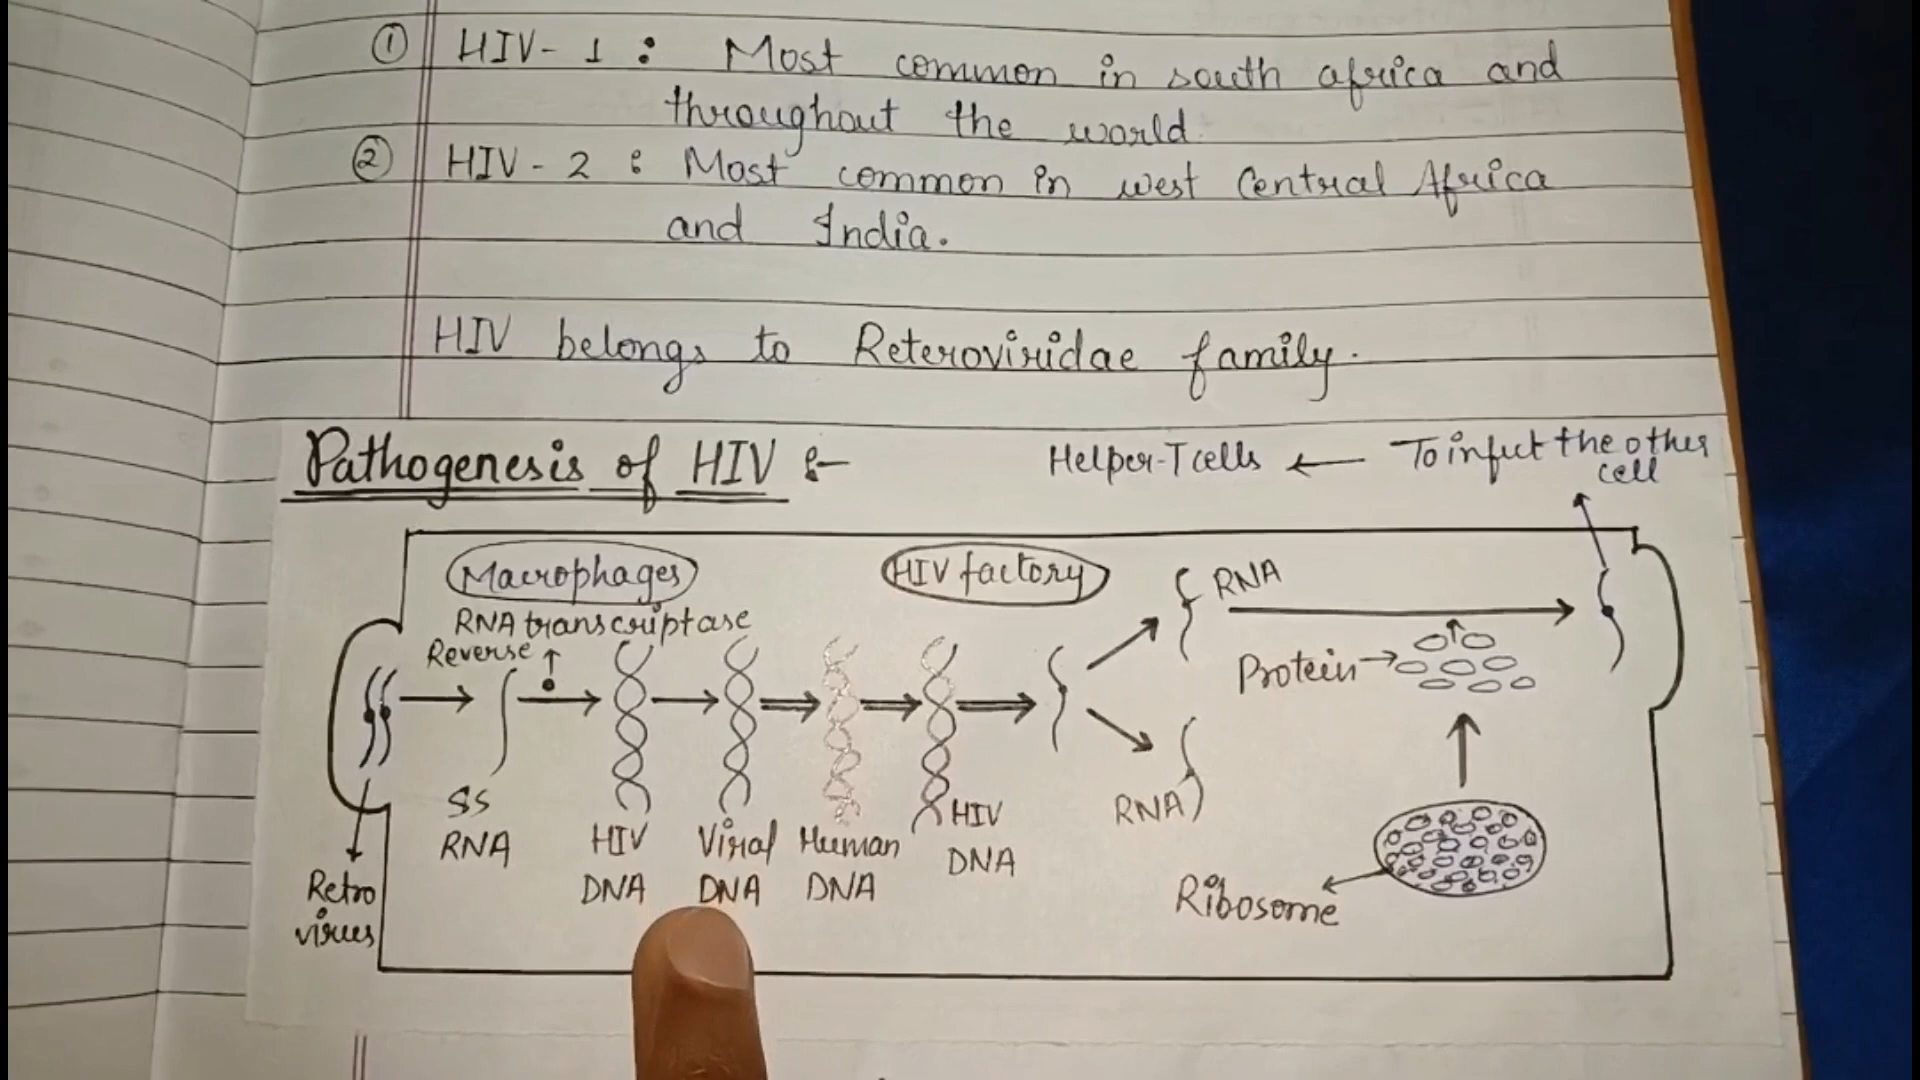 ① HIV- 1 : Most common in south africa and
throughout the world.
② HIV - 2 : Most common in west Central Africa
and India.
HIV belongs to Reteroviridae family.
Pathogenesis of HIV :-
Helper-T cells ← To infect the other
cell
Macrophages
HIV factory
RNA transcriptase
Reverse
RNA
Protein →
SS
RNA
HIV
DNA
Viral
DNA
Human
DNA
HIV
DNA
RNA
Retro
virus
Ribosome